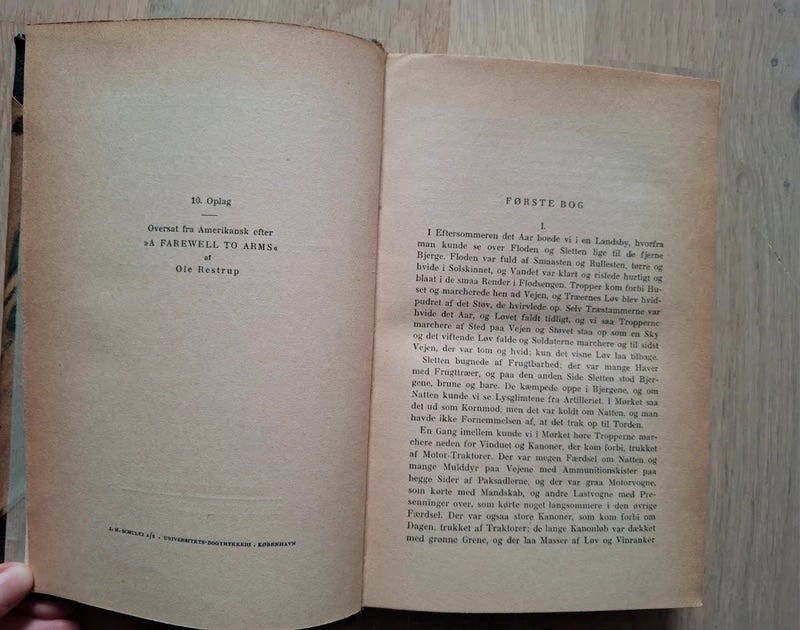 10. Oplag
Oversat fra Amerikansk efter
»A FAREWELL TO ARMS«
af
Ole Restrup
J. H. SCHULTZ A/S . UNIVERSITETS-BOGTRYKKERI . KØBENHAVN
FØRSTE BOG
I.
I Eftersommeren det Aar boede vi i en Landsby, hvorfra
man kunde se over Floden og Sletten lige til de fjerne
Bjerge. Floden var fuld af Smaasten og Rullesten, tørre og
hvide i Solskinnet, og Vandet var klart og rislede hurtigt og
blaat i de smaa Render i Flodsengen. Tropper kom forbi Hu-
set og marcherede hen ad Vejen, og Træernes Løv blev hvid-
pudret af det Støv, de hvirvlede op. Selv Træstammerne var
hvide det Aar, og Løvet faldt tidligt, og vi saa Tropperne
marchere af Sted paa Vejen og Støvet staa op som en Sky
og det viftende Løv falde og Soldaterne marchere og til sidst
Vejen, der var tom og hvid; kun det visne Løv laa tilbage.
Sletten bugnede af Frugtbarhed; der var mange Haver
med Frugttræer, og paa den anden Side Sletten stod Bjer-
gene, brune og bare. De kæmpede oppe i Bjergene, og om
Natten kunde vi se Lysglimtene fra Artilleriet. I Mørket saa
det ud som Kornmod, men det var koldt om Natten, og man
havde ikke Fornemmelsen af, at det trak op til Torden.
En Gang imellem kunde vi i Mørket høre Tropperne mar-
chere neden for Vinduet og Kanoner, der kom forbi, trukket
af Motor-Traktorer. Der var megen Færdsel om Natten og
mange Mulddyr paa Vejene med Ammunitionskister paa
begge Sider af Paksadlerne, og der var graa Motorvogne,
som kørte med Mandskab, og andre Lastvogne med Pre-
senninger over, som kørte noget langsommere i den øvrige
Færdsel. Der var ogsaa store Kanoner, som kom forbi om
Dagen, trukket af Traktorer; de lange Kanonløb var dækket
med grønne Grene, og der laa Masser af Løv og Vinranker